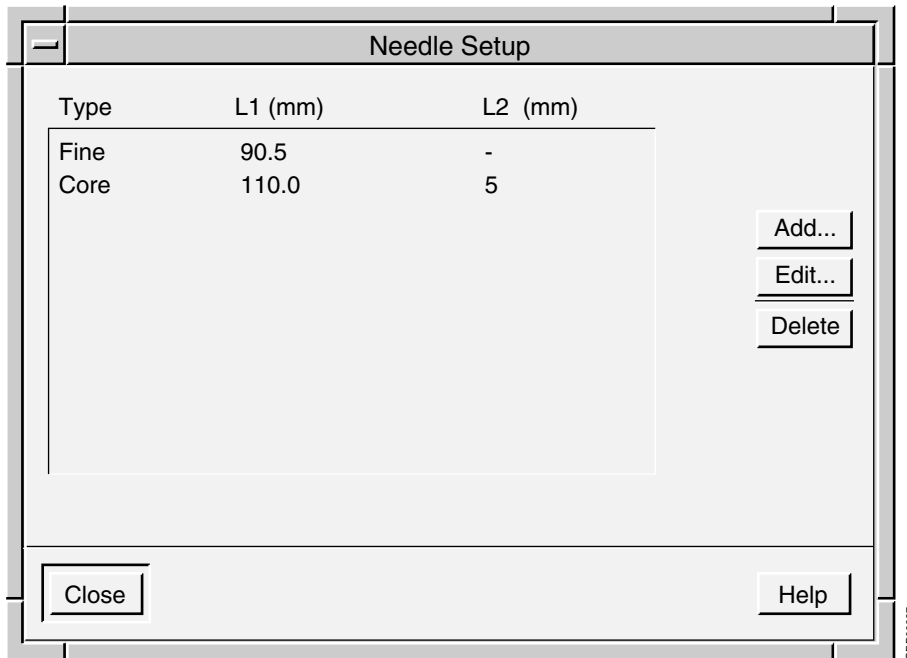 Needle Setup
Type L1 (mm) L2 (mm)
Fine 90.5 -
Core 110.0 5
Add...
Edit...
Delete
Close Help